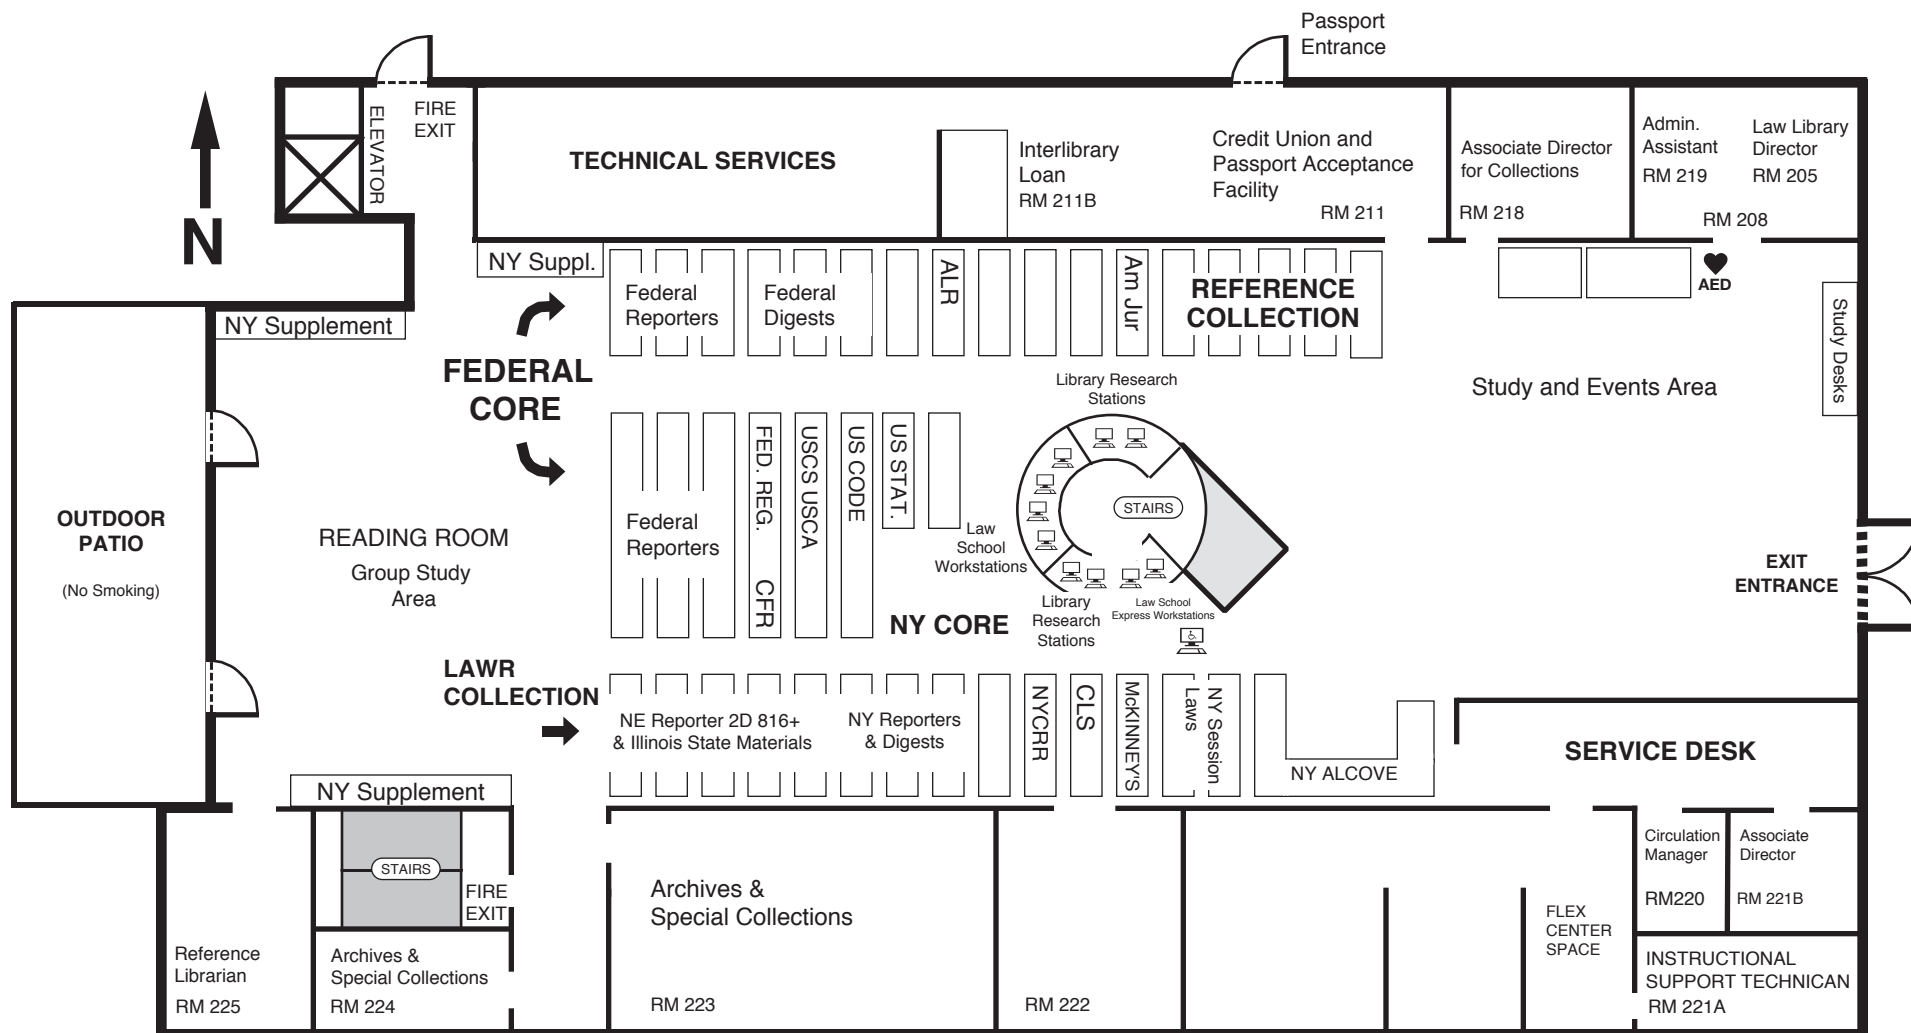 Passport
Entrance
N
ELEVATOR
FIRE
EXIT
TECHNICAL SERVICES
Interlibrary
Loan
RM 211B
Credit Union and
Passport Acceptance
Facility
RM 211
Associate Director
for Collections
RM 218
Admin.
Assistant
RM 219
Law Library
Director
RM 205
RM 208
NY Suppl.
Federal
Reporters
Federal
Digests
ALR
Am Jur
REFERENCE
COLLECTION
AED
Study Desks
NY Supplement
FEDERAL
CORE
Library Research
Stations
Study and Events Area
OUTDOOR
PATIO
(No Smoking)
READING ROOM
Group Study
Area
Federal
Reporters
FED. REG.
CFR
USCS USCA
US CODE
US STAT.
Law
School
Workstations
STAIRS
Library
Research
Stations
Law School
Express Workstations
EXIT
ENTRANCE
NY CORE
LAWR
COLLECTION
NE Reporter 2D 816+
& Illinois State Materials
NY Reporters
& Digests
NYCRR
CLS
McKINNEY'S
NY Session
Laws
NY ALCOVE
SERVICE DESK
NY Supplement
STAIRS
FIRE
EXIT
Reference
Librarian
RM 225
Archives &
Special Collections
RM 224
Archives &
Special Collections
RM 223
RM 222
FLEX
CENTER
SPACE
Circulation
Manager
RM220
Associate
Director
RM 221B
INSTRUCTIONAL
SUPPORT TECHNICAN
RM 221A